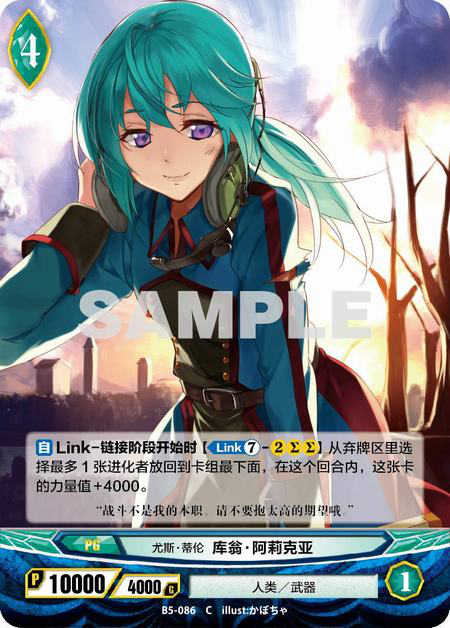 4
SAMPLE
自 Link-链接阶段开始时【Link 7 - 2 Σ Σ】从弃牌区里选
择最多 1 张进化者放回到卡组最下面，在这个回合内，这张卡
的力量值+4000。
“战斗不是我的本职。请不要抱太高的期望哦。”
PG 尤斯·蒂伦 库翁·阿莉克亚
P 10000 / 4000 G 人类／武器 1
B5-086 C illust:かぼちゃ